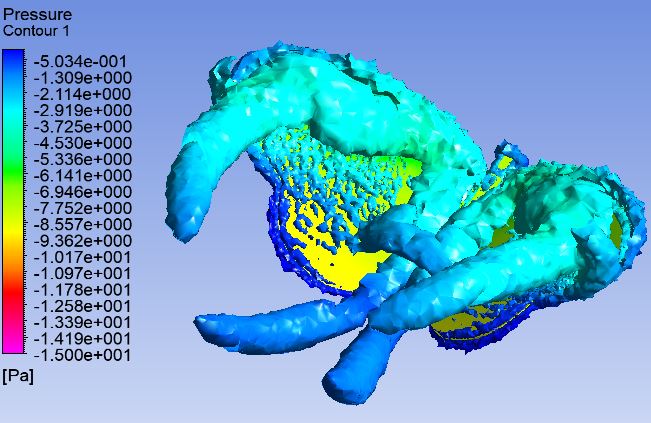 Pressure
Contour 1
-5.034e-001
-1.309e+000
-2.114e+000
-2.919e+000
-3.725e+000
-4.530e+000
-5.336e+000
-6.141e+000
-6.946e+000
-7.752e+000
-8.557e+000
-9.362e+000
-1.017e+001
-1.097e+001
-1.178e+001
-1.258e+001
-1.339e+001
-1.419e+001
-1.500e+001
[Pa]